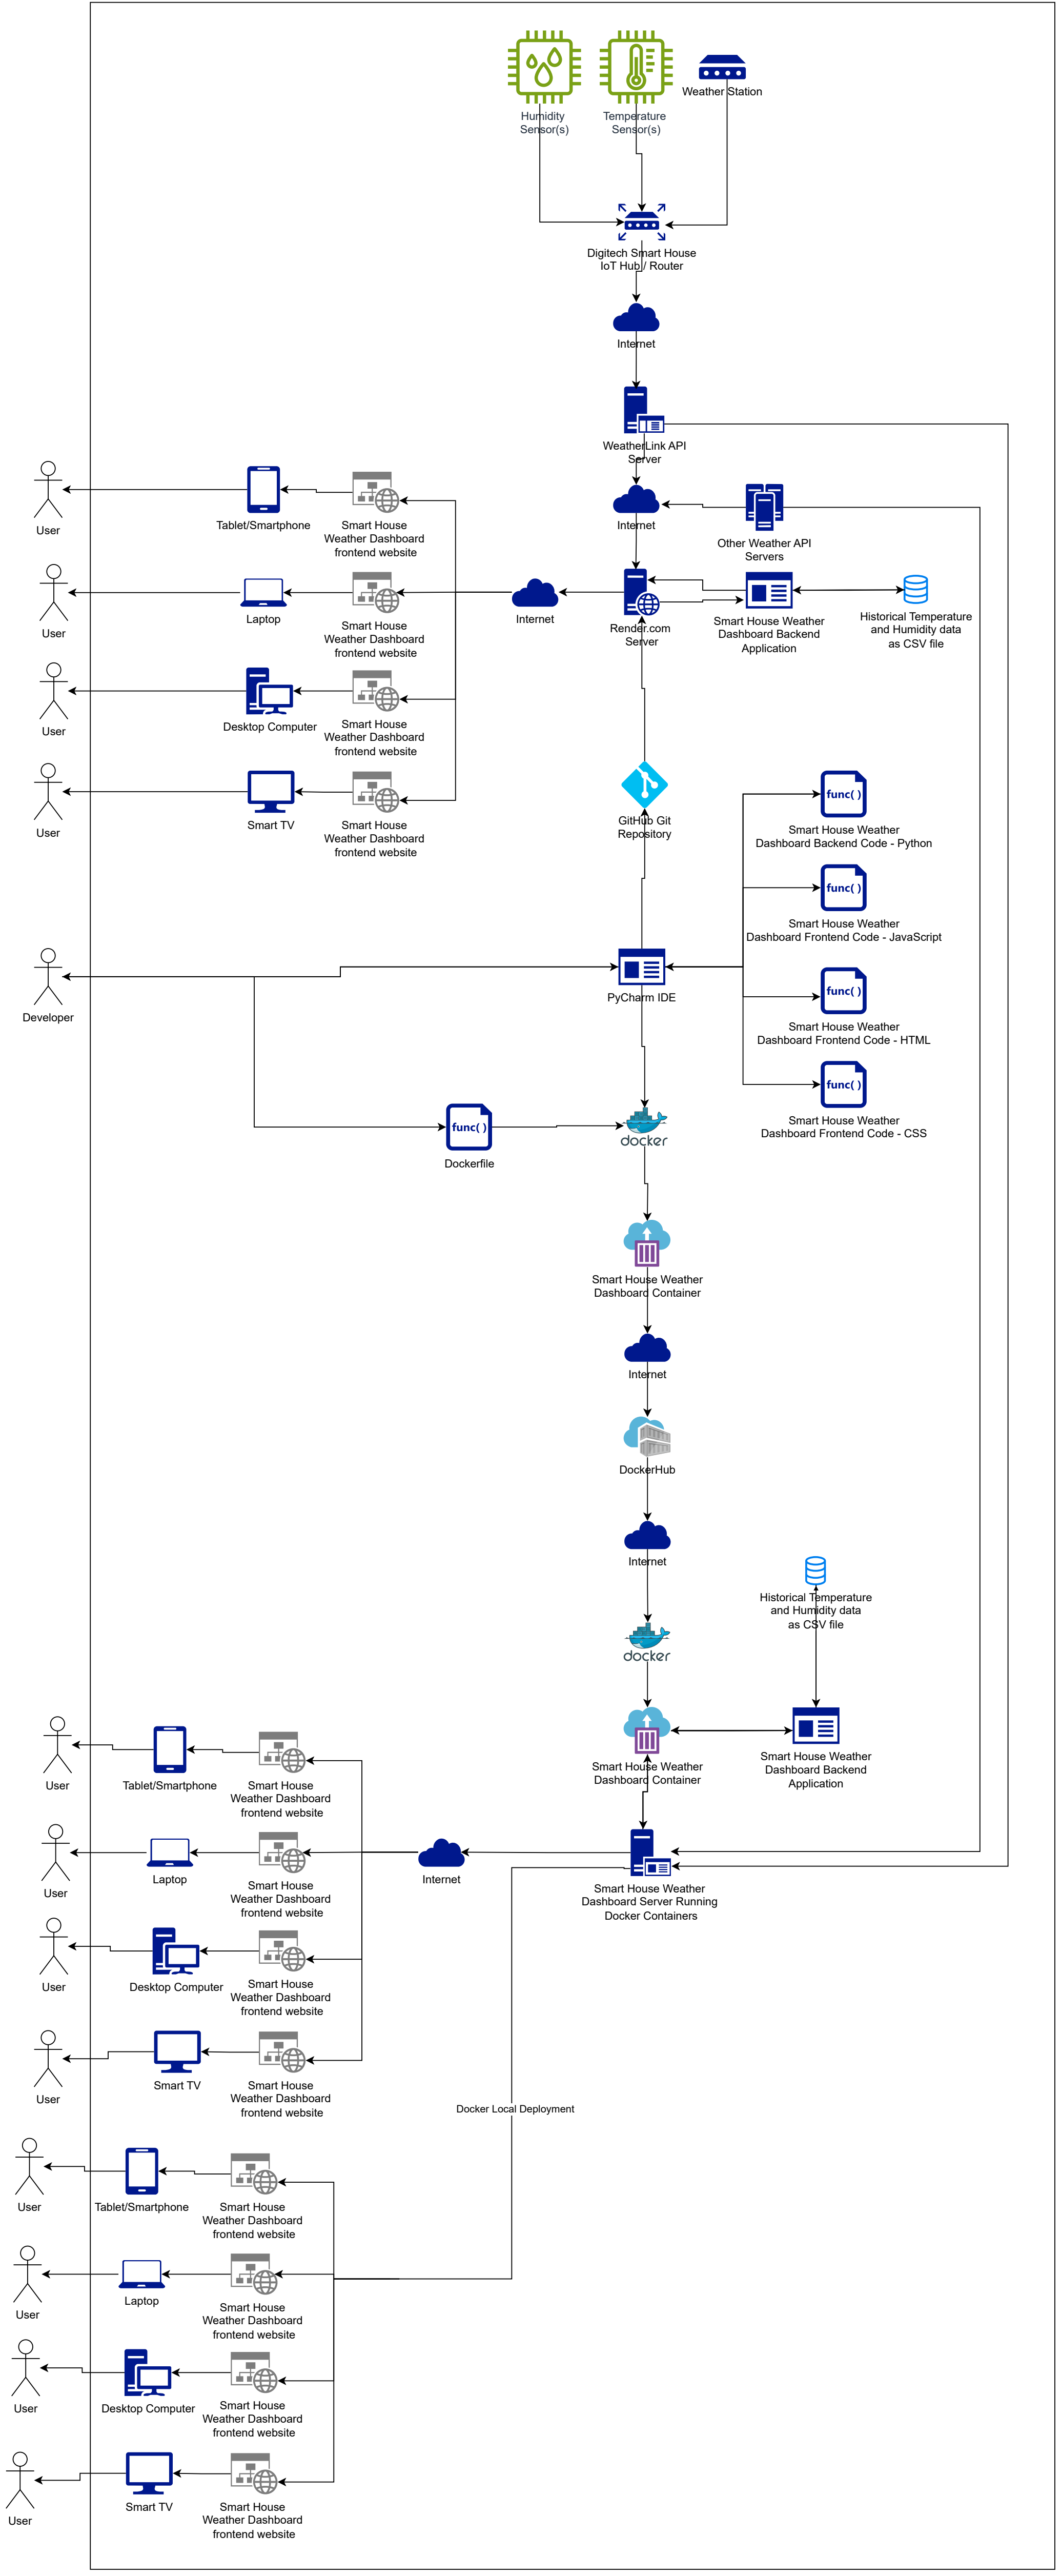 Humidity
Sensor(s)
Temperature
Sensor(s)
Weather Station
Digitech Smart House
IoT Hub / Router
Internet
WeatherLink API
Server
User
Tablet/Smartphone
Smart House
Weather Dashboard
frontend website
Internet
Other Weather API
Servers
User
Laptop
Smart House
Weather Dashboard
frontend website
Internet
Render.com
Server
Smart House Weather
Dashboard Backend
Application
Historical Temperature
and Humidity data
as CSV file
User
Desktop Computer
Smart House
Weather Dashboard
frontend website
User
Smart TV
Smart House
Weather Dashboard
frontend website
GitHub Git
Repository
func( )
Smart House Weather
Dashboard Backend Code - Python
func( )
Smart House Weather
Dashboard Frontend Code - JavaScript
Developer
PyCharm IDE
func( )
Smart House Weather
Dashboard Frontend Code - HTML
func( )
Smart House Weather
Dashboard Frontend Code - CSS
func( )
Dockerfile
docker
Smart House Weather
Dashboard Container
Internet
DockerHub
Internet
Historical Temperature
and Humidity data
as CSV file
docker
Smart House Weather
Dashboard Container
Smart House Weather
Dashboard Backend
Application
User
Tablet/Smartphone
Smart House
Weather Dashboard
frontend website
User
Laptop
Smart House
Weather Dashboard
frontend website
Internet
Smart House Weather
Dashboard Server Running
Docker Containers
User
Desktop Computer
Smart House
Weather Dashboard
frontend website
User
Smart TV
Smart House
Weather Dashboard
frontend website
Docker Local Deployment
User
Tablet/Smartphone
Smart House
Weather Dashboard
frontend website
User
Laptop
Smart House
Weather Dashboard
frontend website
User
Desktop Computer
Smart House
Weather Dashboard
frontend website
User
Smart TV
Smart House
Weather Dashboard
frontend website